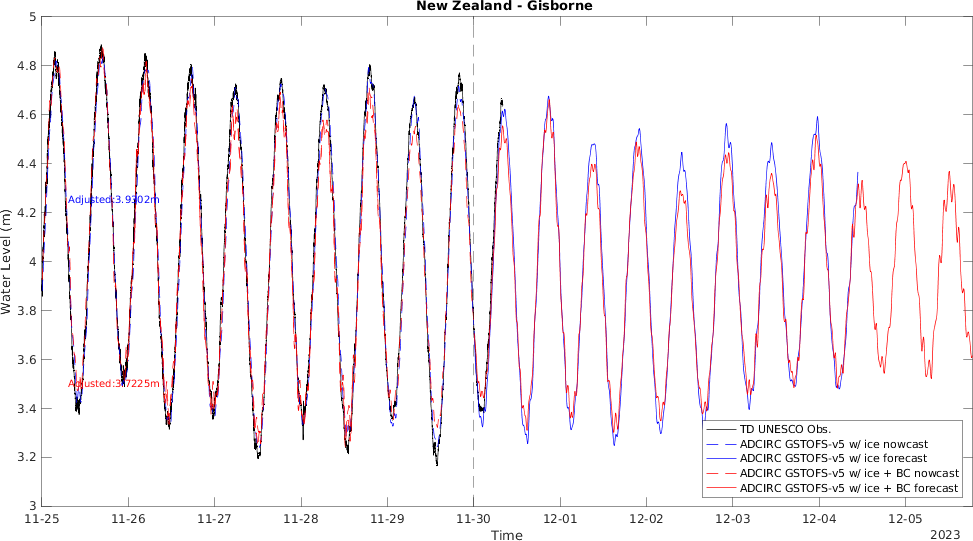 New Zealand - Gisborne
5
4.8
4.6
4.4
4.2
4
3.8
3.6
3.4
3.2
3
Water Level (m)
Adjusted:3.9302m
Adjusted:3.7225m
TD UNESCO Obs.
ADCIRC GSTOFS-v5 w/ ice nowcast
ADCIRC GSTOFS-v5 w/ ice forecast
ADCIRC GSTOFS-v5 w/ ice + BC nowcast
ADCIRC GSTOFS-v5 w/ ice + BC forecast
11-25 11-26 11-27 11-28 11-29 11-30 12-01 12-02 12-03 12-04 12-05
Time
2023